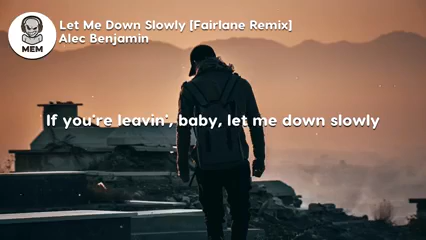 Let Me Down Slowly [Fairlane Remix]
Alec Benjamin
MEM
If you're leavin', baby, let me down slowly